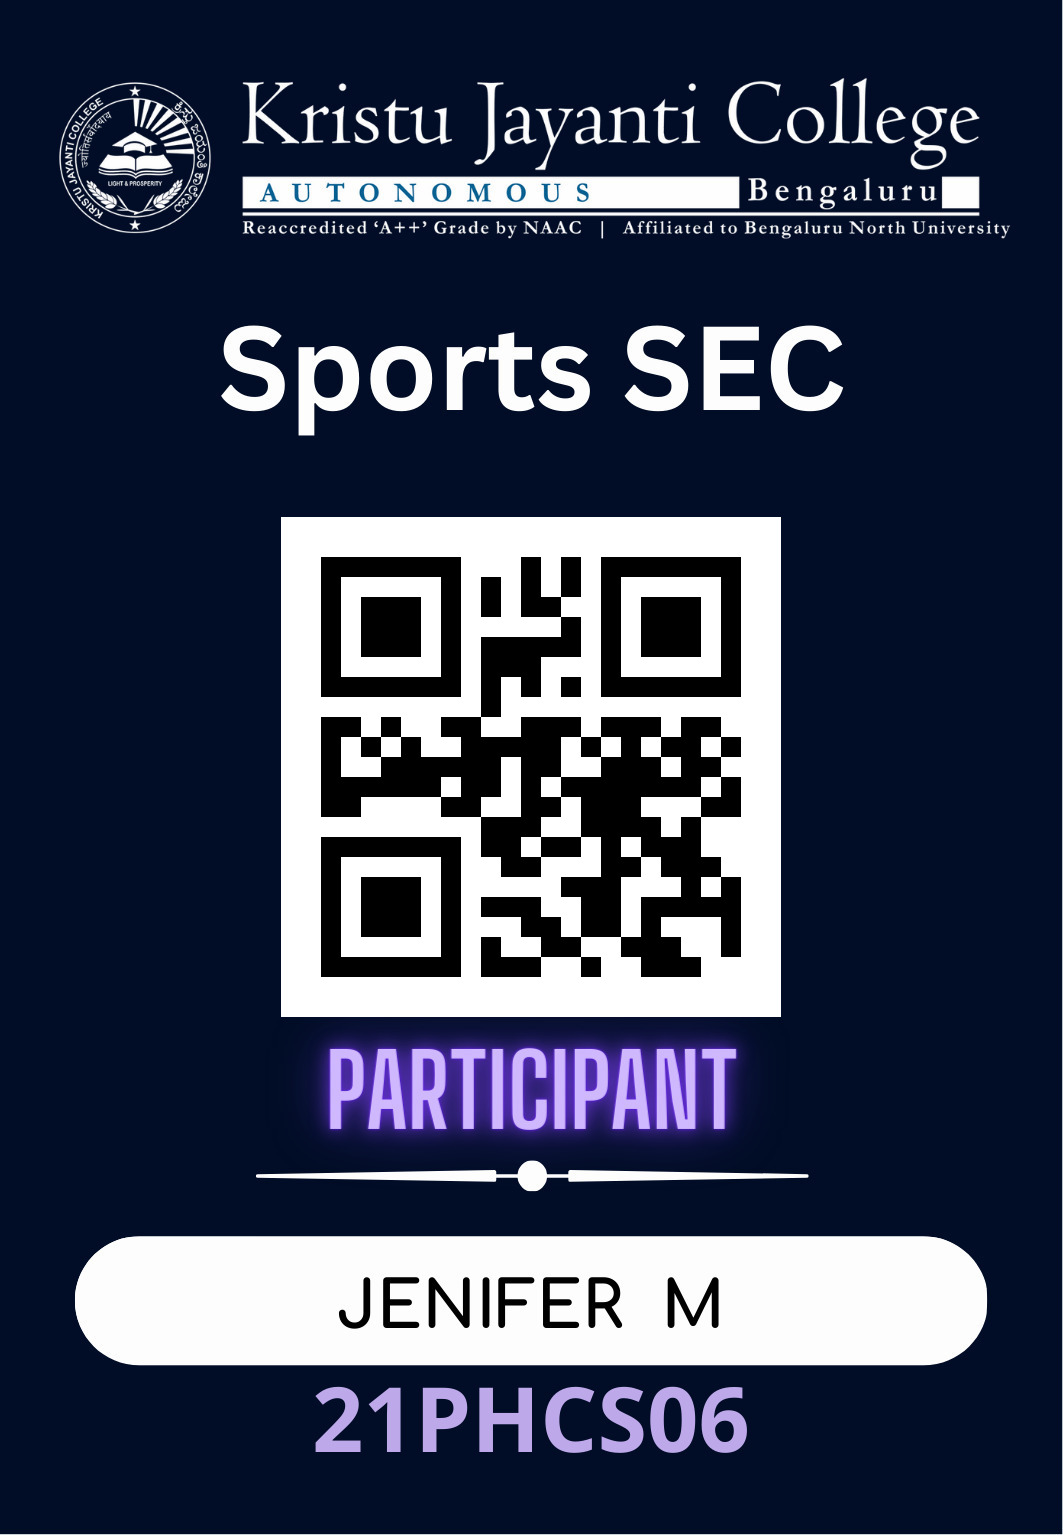 KRISTU JAYANTI COLLEGE
ಕ್ರಿಸ್ತು ಜಯಂತಿ ಕಾಲೇಜು
LIGHT & PROSPERITY
Kristu Jayanti College
AUTONOMOUS Bengaluru
Reaccredited ‘A++’ Grade by NAAC | Affiliated to Bengaluru North University
Sports SEC
PARTICIPANT
JENIFER M
21PHCS06